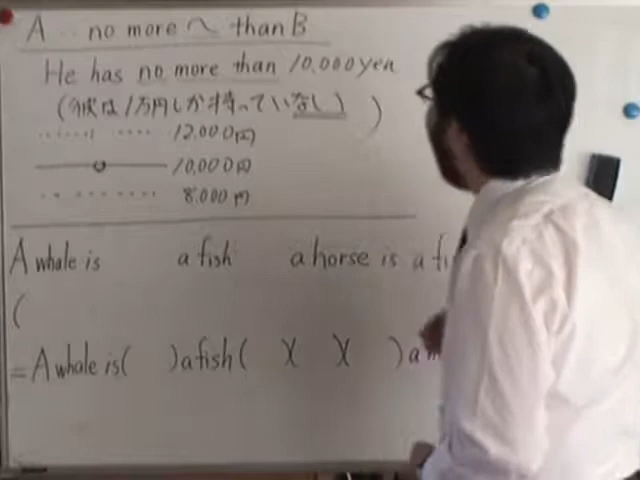 A … no more ～ than B
He has no more than 10,000 yen
(彼は1万円しか持っていない)
12,000円
10,000円
8,000円
A whale is a fish a horse is a
(
= A whale is ( ) a fish ( )( )( ) a